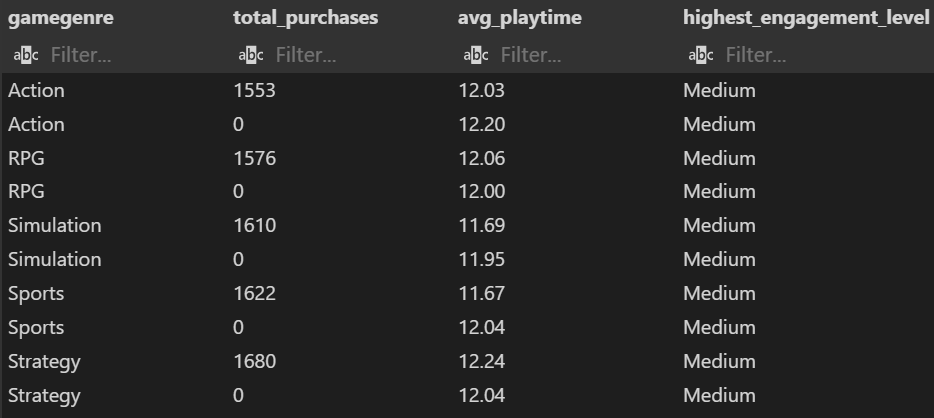 gamegenre total_purchases avg_playtime highest_engagement_level
abc Filter... abc Filter... abc Filter... abc Filter...
Action 1553 12.03 Medium
Action 0 12.20 Medium
RPG 1576 12.06 Medium
RPG 0 12.00 Medium
Simulation 1610 11.69 Medium
Simulation 0 11.95 Medium
Sports 1622 11.67 Medium
Sports 0 12.04 Medium
Strategy 1680 12.24 Medium
Strategy 0 12.04 Medium